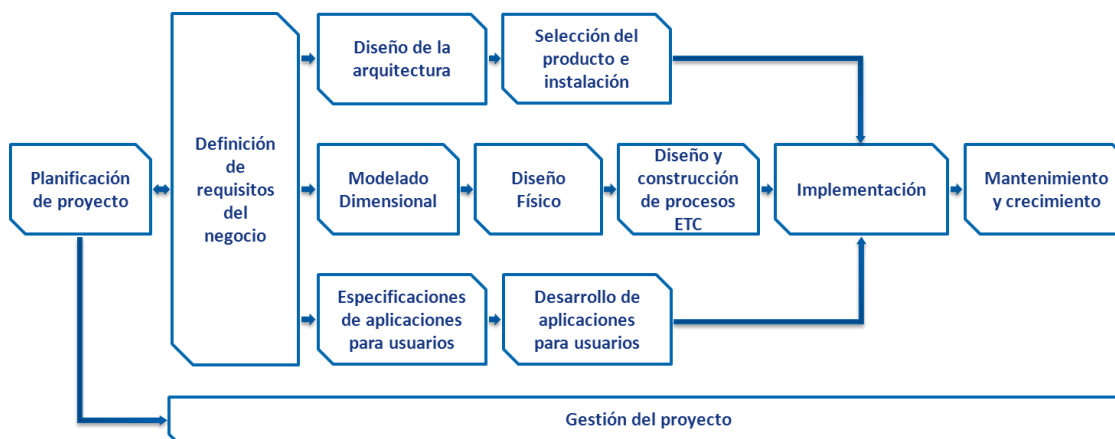 Planificación
de proyecto
Definición
de
requisitos
del
negocio
Diseño de la
arquitectura
Selección del
producto e
instalación
Modelado
Dimensional
Diseño
Físico
Diseño y
construcción
de procesos
ETC
Especificaciones
de aplicaciones
para usuarios
Desarrollo de
aplicaciones
para usuarios
Implementación
Mantenimiento
y crecimiento
Gestión del proyecto